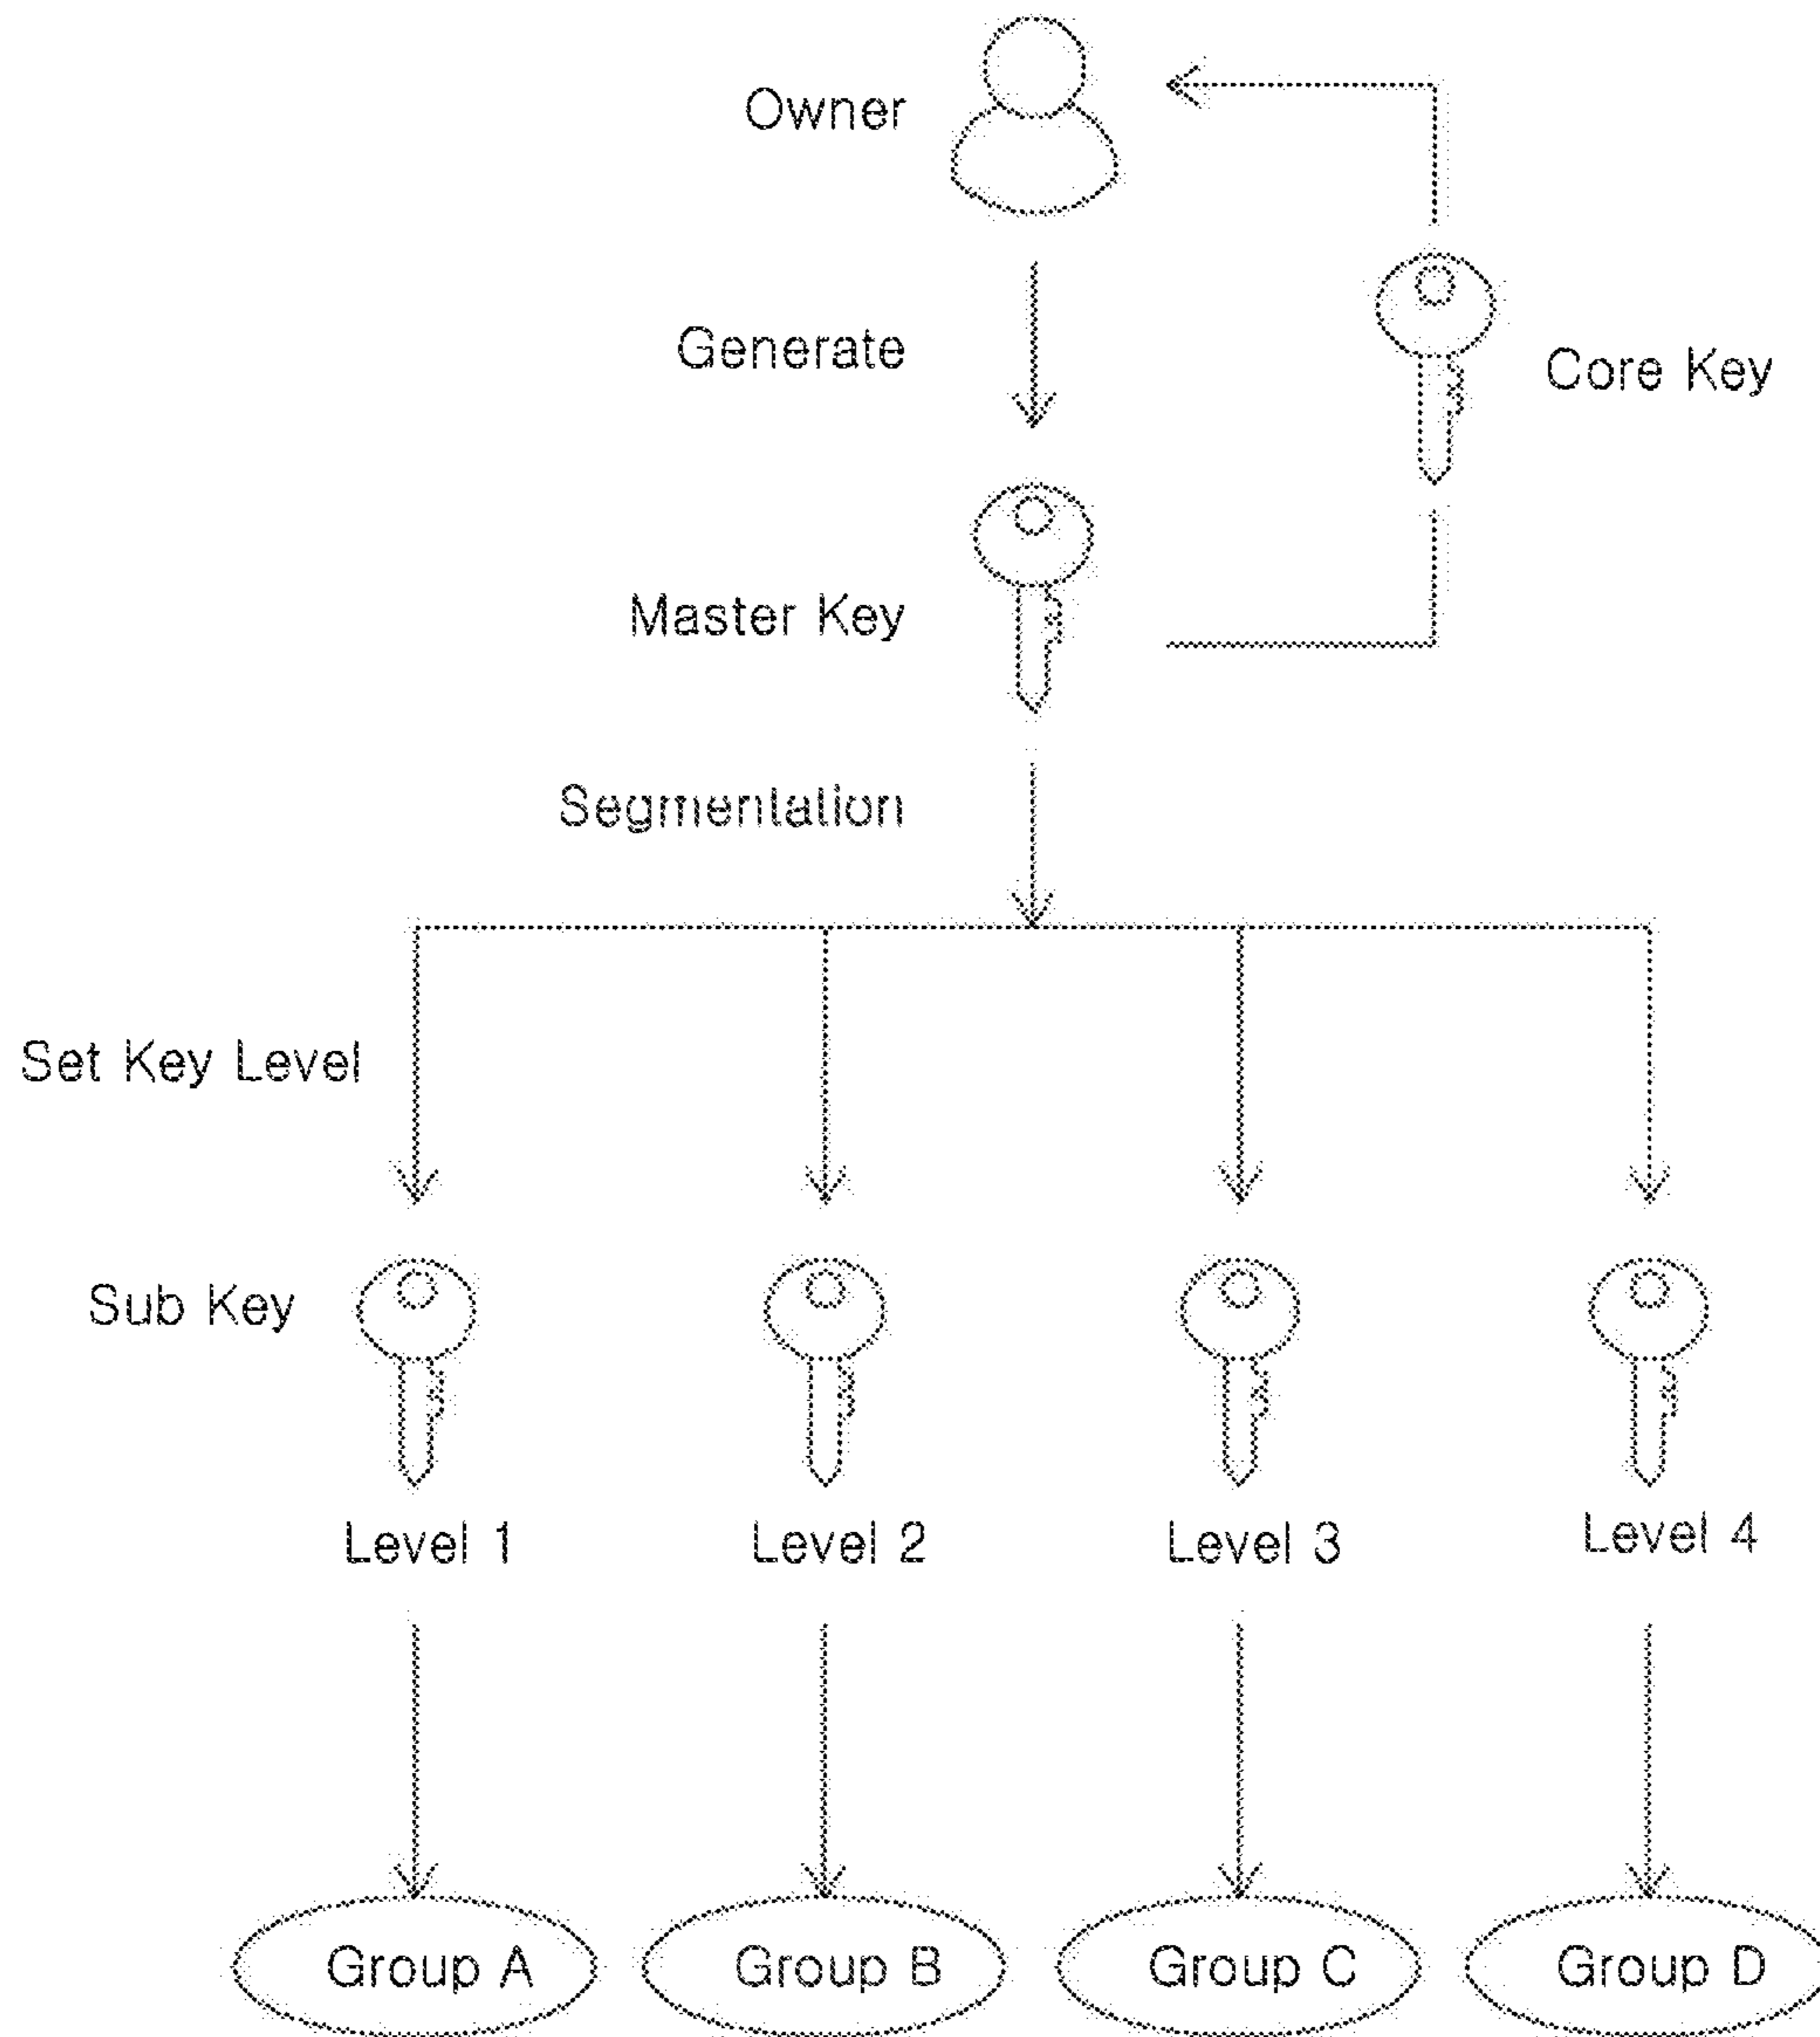 Owner
Generate
Core Key
Master Key
Segmentation
Set Key Level
Sub Key
Level 1
Level 2
Level 3
Level 4
Group A
Group B
Group C
Group D